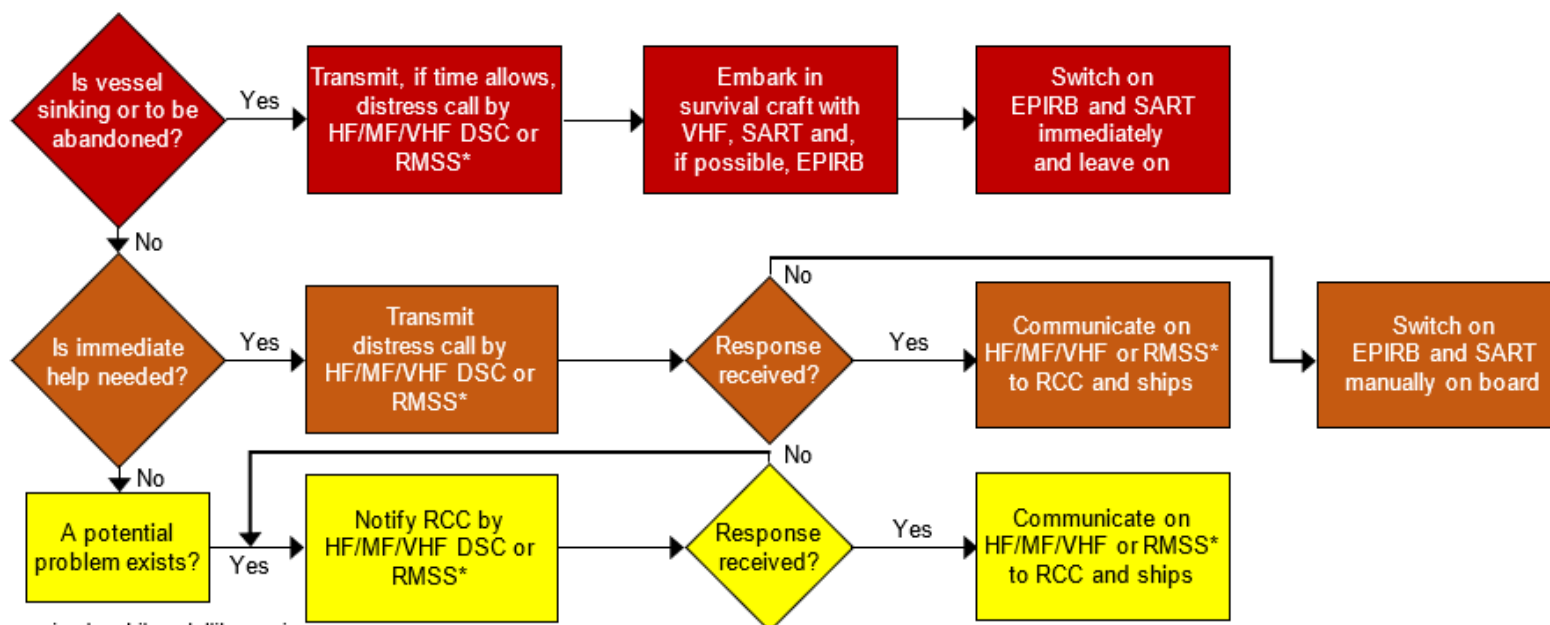 Is vessel
sinking or to be
abandoned?
Yes
Transmit, if time allows,
distress call by
HF/MF/VHF DSC or
RMSS*
Embark in
survival craft with
VHF, SART and,
if possible, EPIRB
Switch on
EPIRB and SART
immediately
and leave on
No
Is immediate
help needed?
Yes
Transmit
distress call by
HF/MF/VHF DSC or
RMSS*
Response
received?
No
Yes
Communicate on
HF/MF/VHF or RMSS*
to RCC and ships
Switch on
EPIRB and SART
manually on board
No
A potential
problem exists?
Yes
Notify RCC by
HF/MF/VHF DSC or
RMSS*
Response
received?
No
Yes
Communicate on
HF/MF/VHF or RMSS*
to RCC and ships